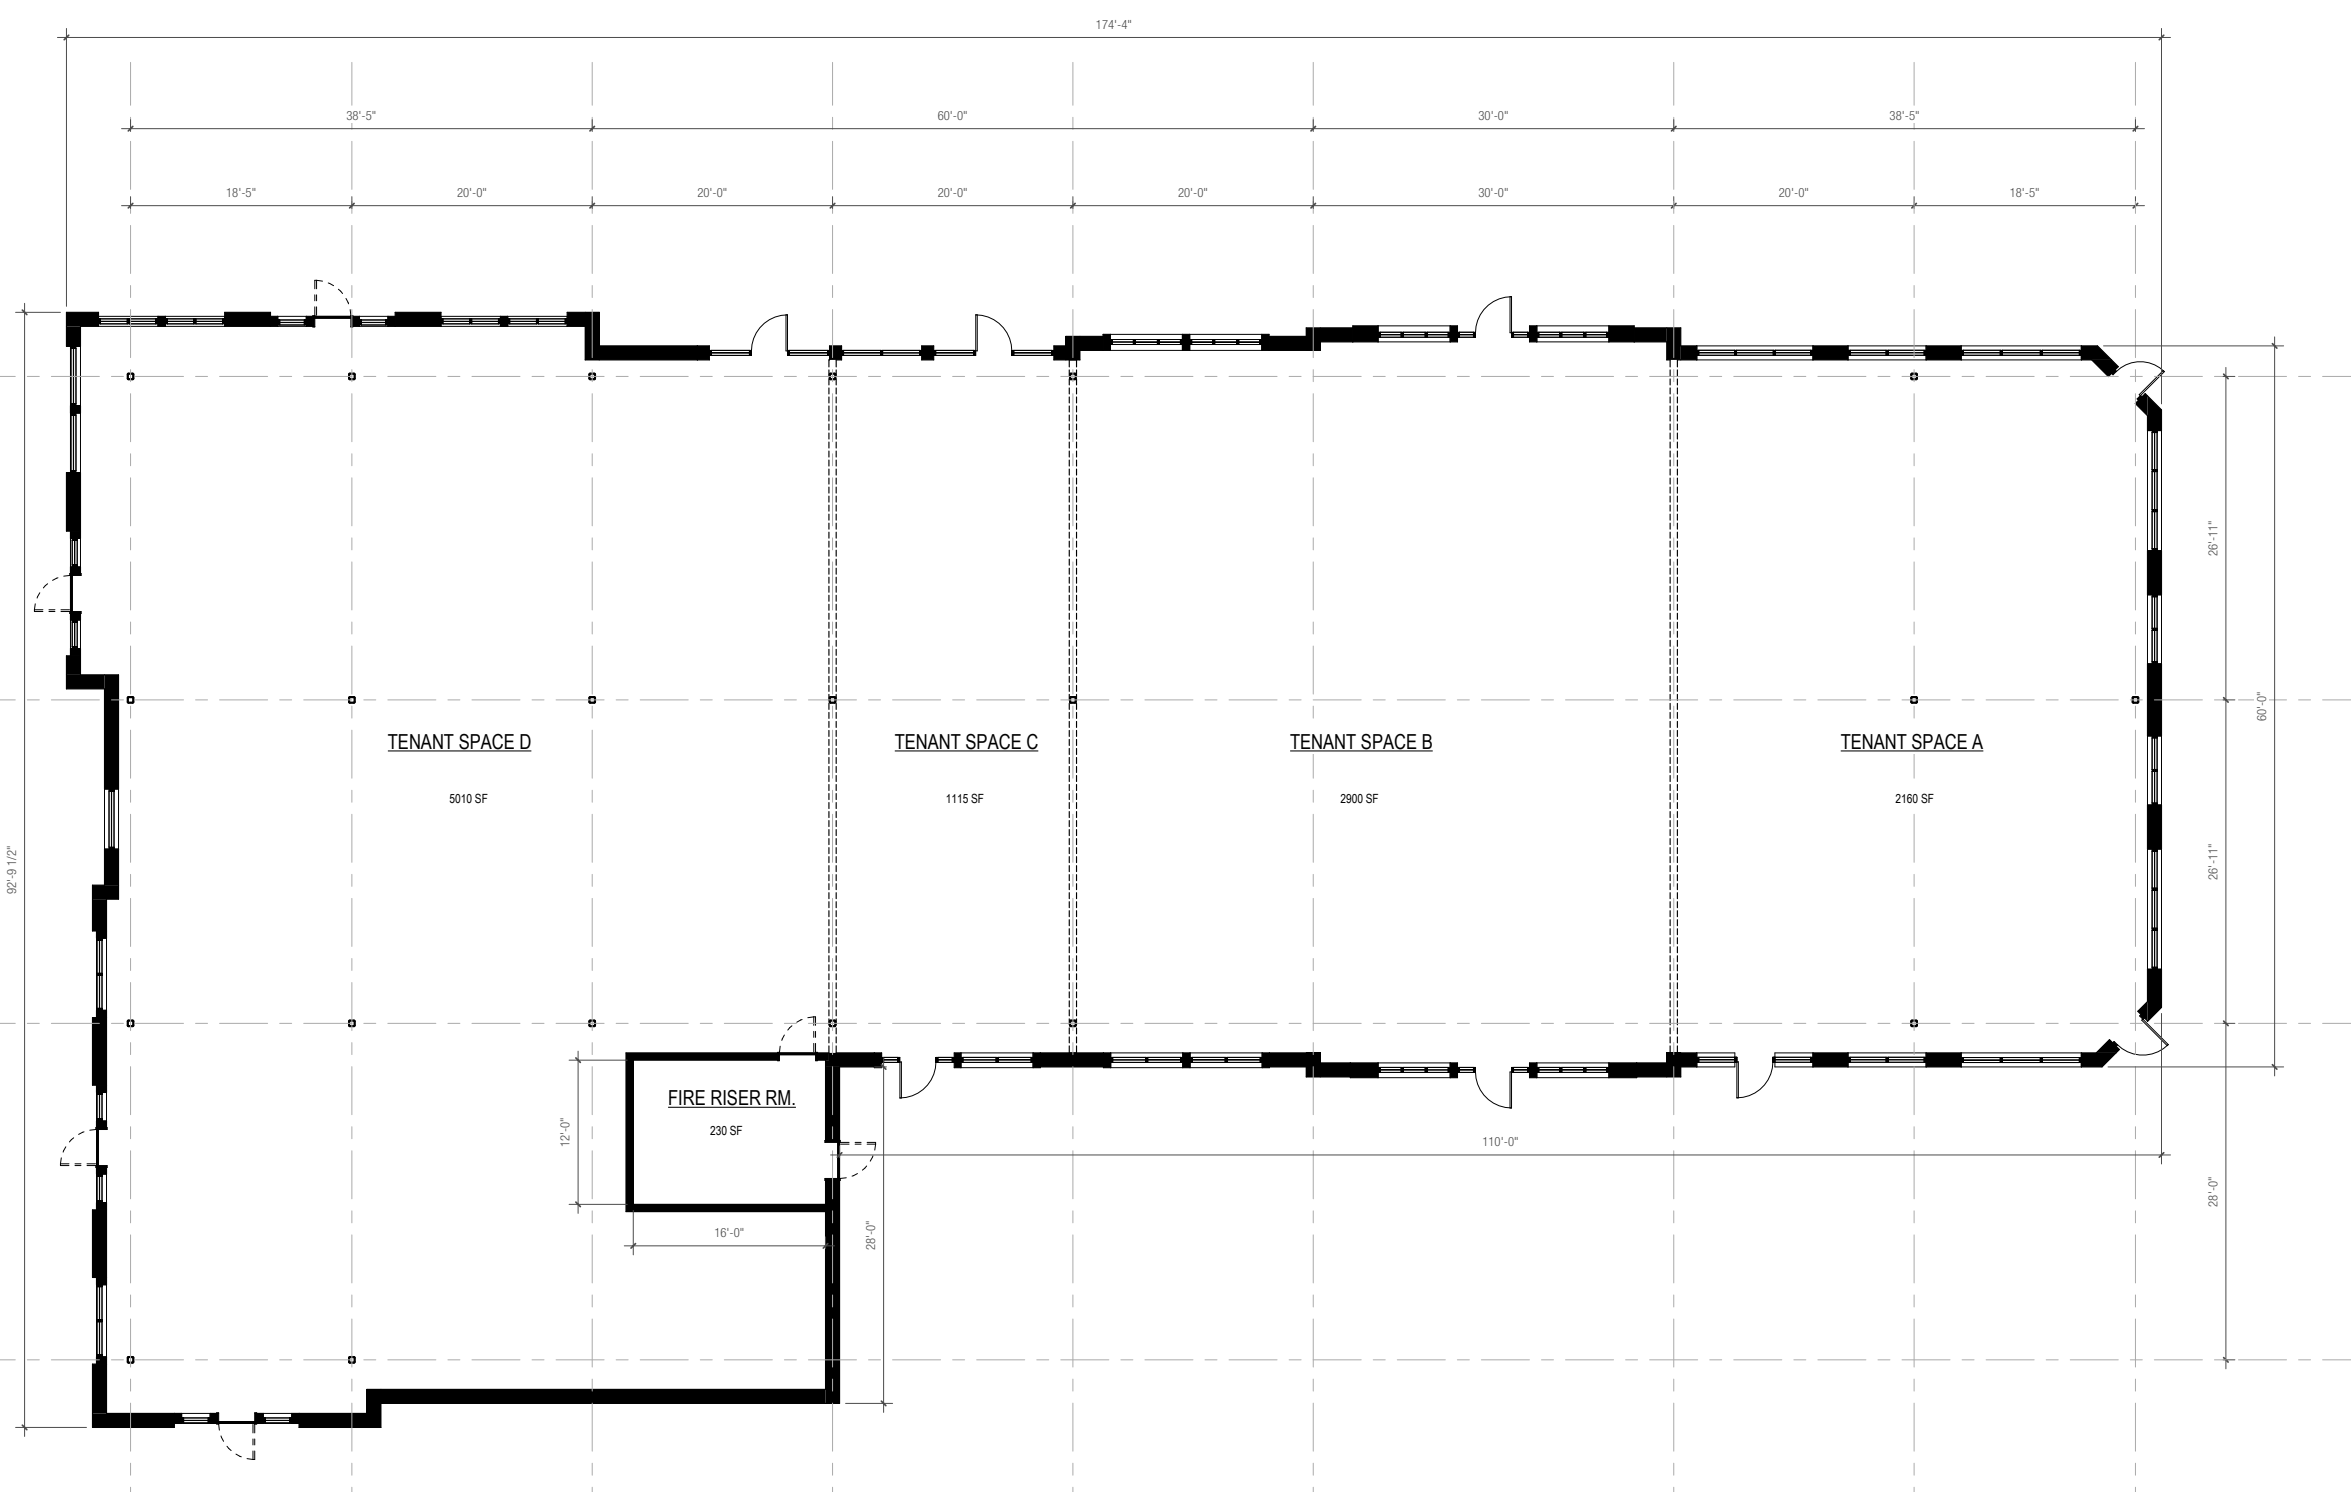 174'-4"
38'-5"
60'-0"
30'-0"
38'-5"
18'-5"
20'-0"
20'-0"
20'-0"
20'-0"
30'-0"
20'-0"
18'-5"
26'-11"
60'-0"
TENANT SPACE D
TENANT SPACE C
TENANT SPACE B
TENANT SPACE A
5010 SF
1115 SF
2900 SF
2160 SF
92'-9 1/2"
26'-11"
FIRE RISER RM.
230 SF
12'-0"
110'-0"
28'-0"
16'-0"
28'-0"